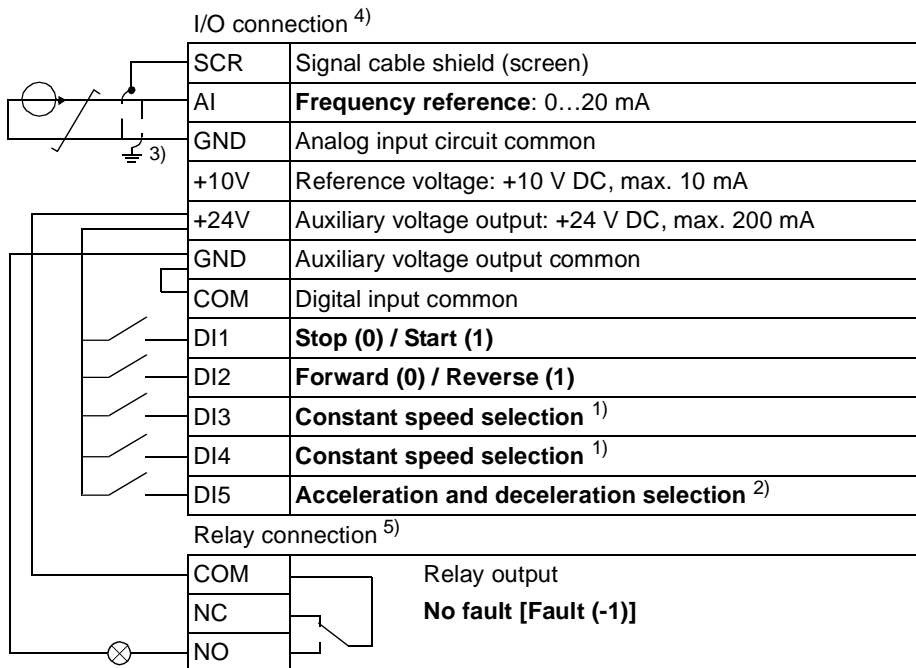 I/O connection 4)
SCR Signal cable shield (screen)
AI Frequency reference: 0…20 mA
GND Analog input circuit common
3)
+10V Reference voltage: +10 V DC, max. 10 mA
+24V Auxiliary voltage output: +24 V DC, max. 200 mA
GND Auxiliary voltage output common
COM Digital input common
DI1 Stop (0) / Start (1)
DI2 Forward (0) / Reverse (1)
DI3 Constant speed selection 1)
DI4 Constant speed selection 1)
DI5 Acceleration and deceleration selection 2)
Relay connection 5)
COM Relay output
NC No fault [Fault (-1)]
NO